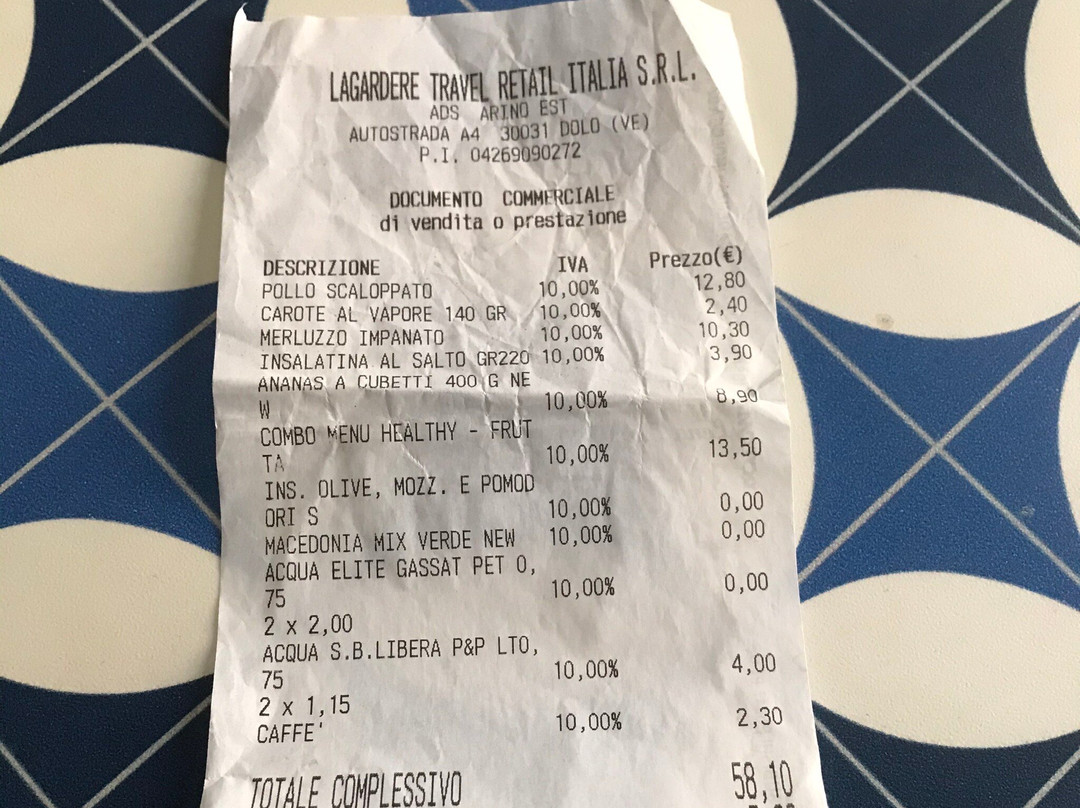 LAGARDERE TRAVEL RETAIL ITALIA S.R.L.
ADS ARINO EST
AUTOSTRADA A4 30031 DOLO (VE)
P.I. 04269090272
DOCUMENTO COMMERCIALE
di vendita o prestazione
DESCRIZIONE IVA Prezzo(€)
POLLO SCALOPPATO 10,00% 12,80
CAROTE AL VAPORE 140 GR 10,00% 2,40
MERLUZZO IMPANATO 10,00% 10,30
INSALATINA AL SALTO GR220 10,00% 3,90
ANANAS A CUBETTI 400 G NE
W 10,00% 8,90
COMBO MENU HEALTHY - FRUT
TA 10,00% 13,50
INS. OLIVE, MOZZ. E POMOD
ORI S 10,00% 0,00
MACEDONIA MIX VERDE NEW 10,00% 0,00
ACQUA ELITE GASSAT PET 0,
75 10,00% 0,00
2 x 2,00
ACQUA S.B.LIBERA P&P LT0,
75 10,00% 4,00
2 x 1,15
CAFFE' 10,00% 2,30
TOTALE COMPLESSIVO 58,10